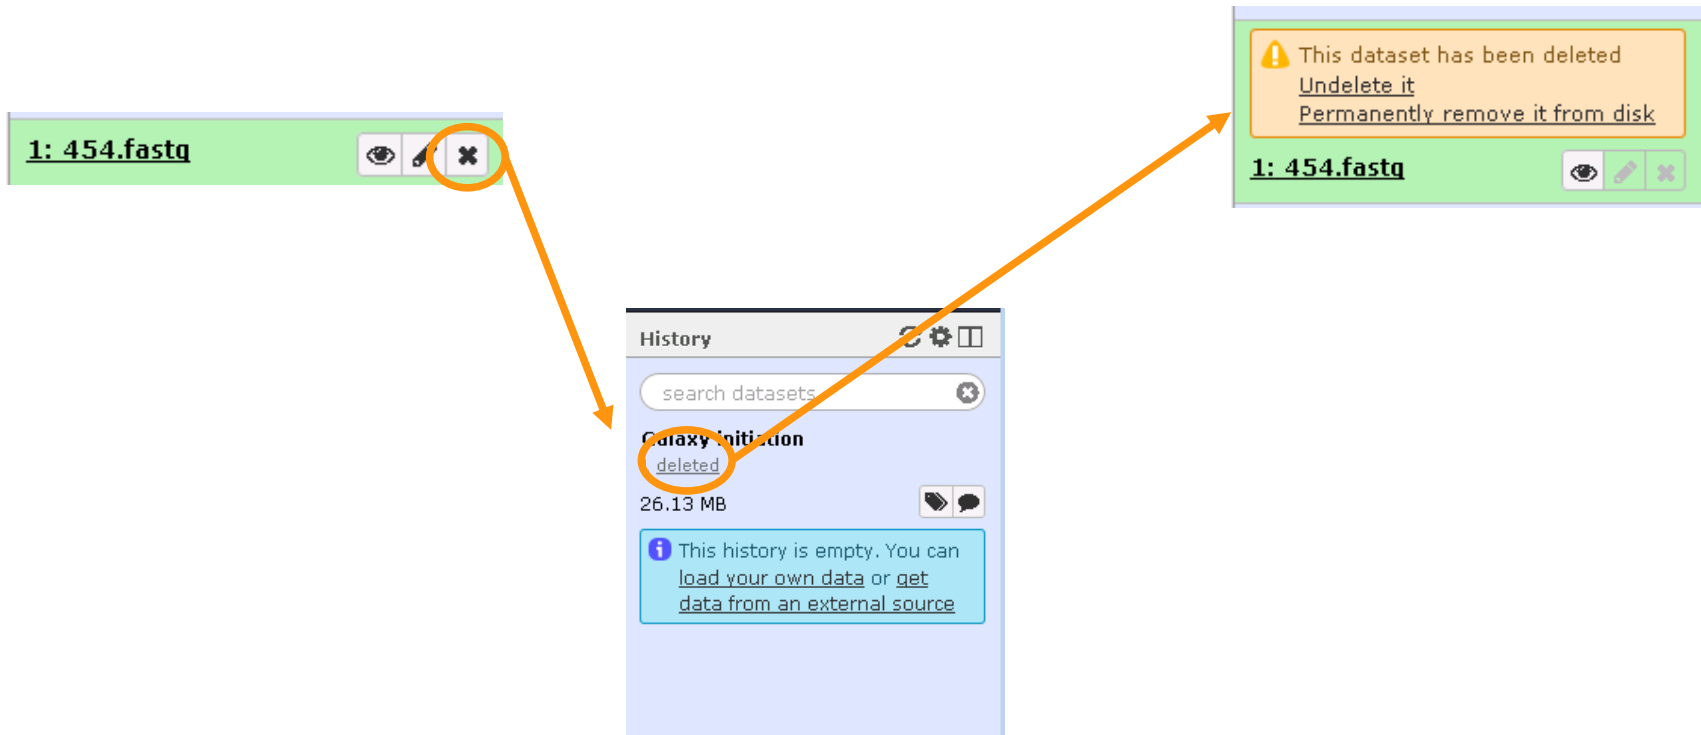 1: 454.fastq
This dataset has been deleted
Undelete it
Permanently remove it from disk
1: 454.fastq
History
search datasets
Galaxy initiation
deleted
26.13 MB
This history is empty. You can
load your own data or get
data from an external source